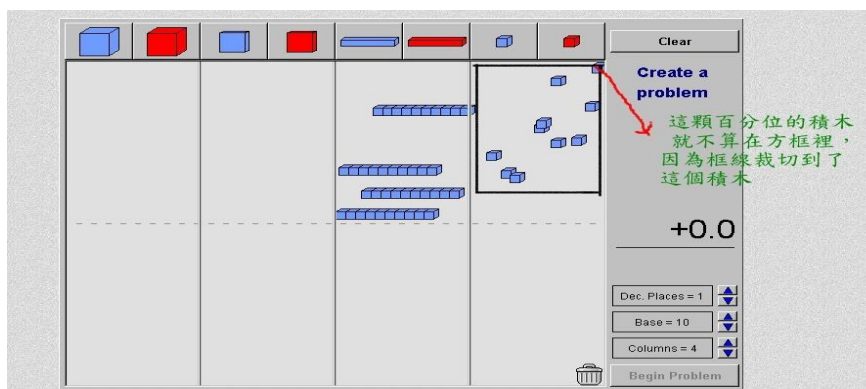 Clear
Create a
problem
這顆百分位的積木
就不算在方框裡，
因為框線裁切到了
這個積木
+0.0
Dec. Places = 1
Base = 10
Columns = 4
Begin Problem